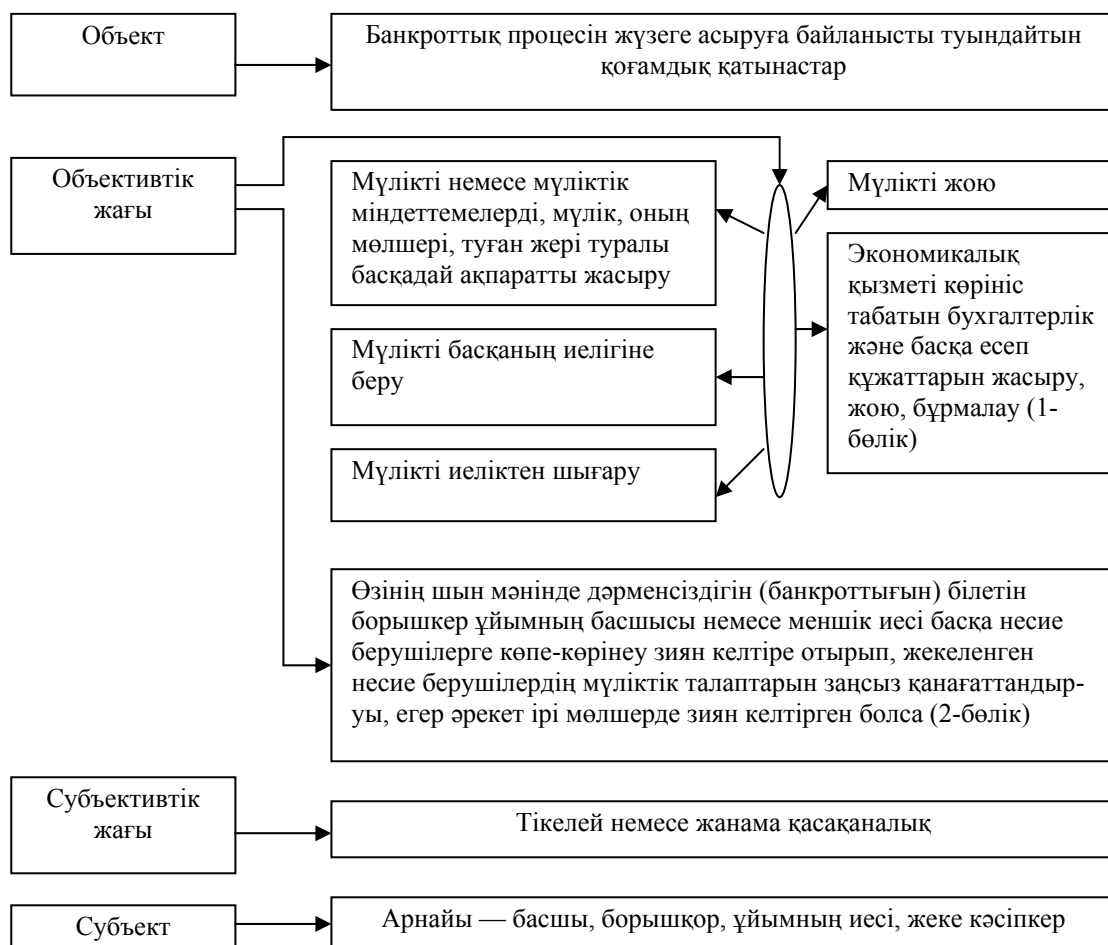 Объект
Банкроттық процесін жүзеге асыруға байланысты туындайтын
қоғамдық қатынастар
Объективтік
жағы
Мүлікті немесе мүліктік
міндеттемелерді, мүлік, оның
мөлшері, туған жері туралы
басқадай ақпаратты жасыру
Мүлікті жою
Экономикалық
қызметі көрініс
табатын бухгалтерлік
және басқа есеп
құжаттарын жасыру,
жою, бұрмалау (1-
бөлік)
Мүлікті басқаның иелігіне
беру
Мүлікті иеліктен шығару
Өзінің шын мәнінде дәрменсіздігін (банкроттығын) білетін
борышкер ұйымның басшысы немесе меншік иесі басқа несие
берушілерге көпе-көрінеу зиян келтіре отырып, жекеленген
несие берушілердің мүліктік талаптарын заңсыз қанағаттандыр-
уы, егер әрекет ірі мөлшерде зиян келтірген болса (2-бөлік)
Субъективтік
жағы
Тікелей немесе жанама қасақаналық
Субъект
Арнайы — басшы, борышқор, ұйымның иесі, жеке кәсіпкер